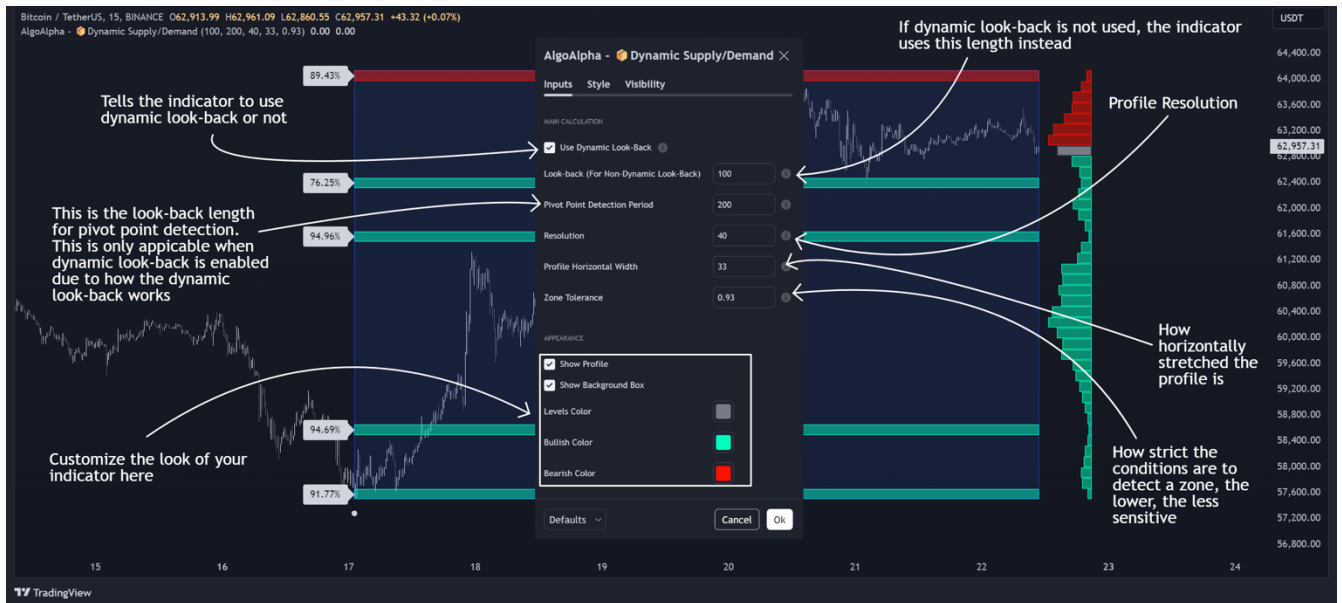 Bitcoin / TetherUS, 15, BINANCE O62,913.99 H62,961.09 L62,860.55 C62,957.31 +43.32 (+0.07%)
AlgoAlpha - 📦 Dynamic Supply/Demand (100, 200, 40, 33, 0.93) 0.00 0.00
If dynamic look-back is not used, the indicator
uses this length instead
USDT
AlgoAlpha - 📦 Dynamic Supply/Demand
Inputs Style Visibility
MAIN CALCULATION
Use Dynamic Look-Back
Look-back (For Non-Dynamic Look-Back) 100
Pivot Point Detection Period 200
Resolution 40
Profile Horizontal Width 33
Zone Tolerance 0.93
APPEARANCE
Show Profile
Show Background Box
Levels Color
Bullish Color
Bearish Color
Defaults Cancel Ok
Tells the indicator to use
dynamic look-back or not
This is the look-back length
for pivot point detection.
This is only appicable when
dynamic look-back is enabled
due to how the dynamic
look-back works
Customize the look of your
indicator here
89.43%
76.25%
94.96%
94.69%
91.77%
Profile Resolution
How
horizontally
stretched the
profile is
How strict the
conditions are to
detect a zone, the
lower, the less
sensitive
64,400.00
64,000.00
63,600.00
63,200.00
62,957.31
62,800.00
62,400.00
62,000.00
61,600.00
61,200.00
60,800.00
60,400.00
60,000.00
59,600.00
59,200.00
58,800.00
58,400.00
58,000.00
57,600.00
57,200.00
56,800.00
15 16 17 18 19 20 21 22 23 24
TradingView